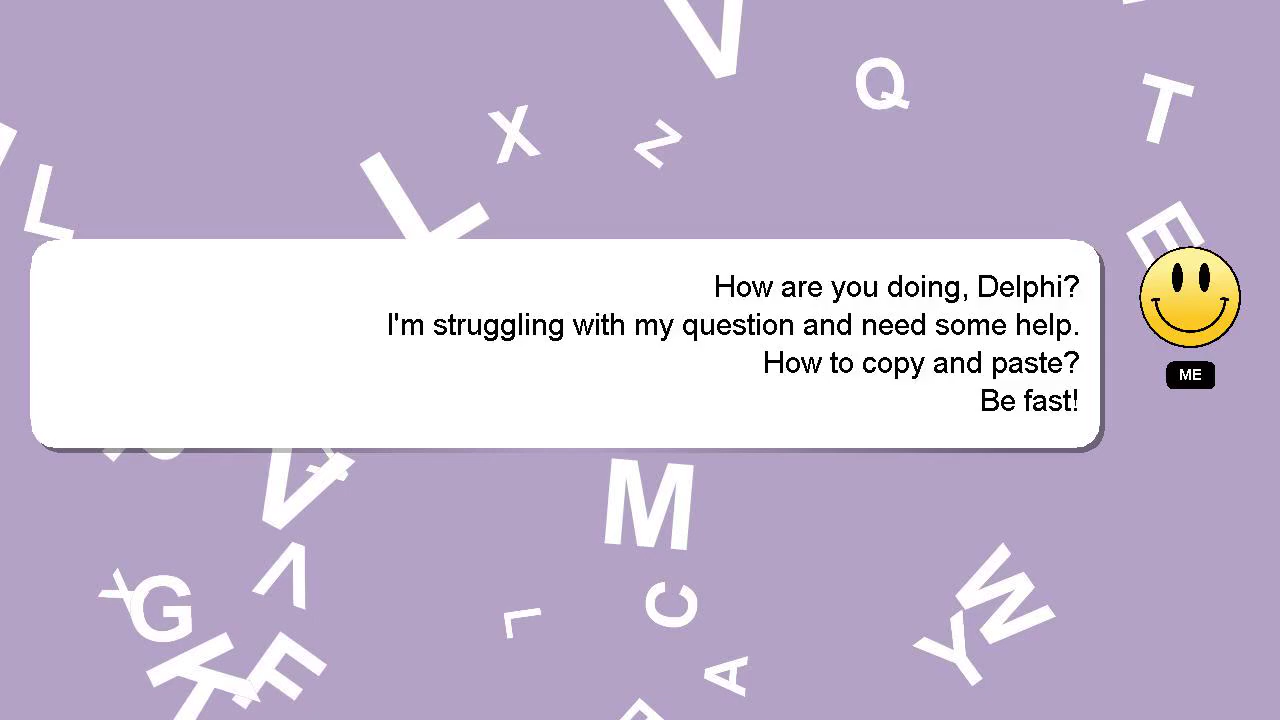 How are you doing, Delphi?
I'm struggling with my question and need some help.
How to copy and paste?
Be fast!
ME
V
Q
X
Z
T
L
L
E
V
M
V
X
G
C
L
W
Y
K
F
A